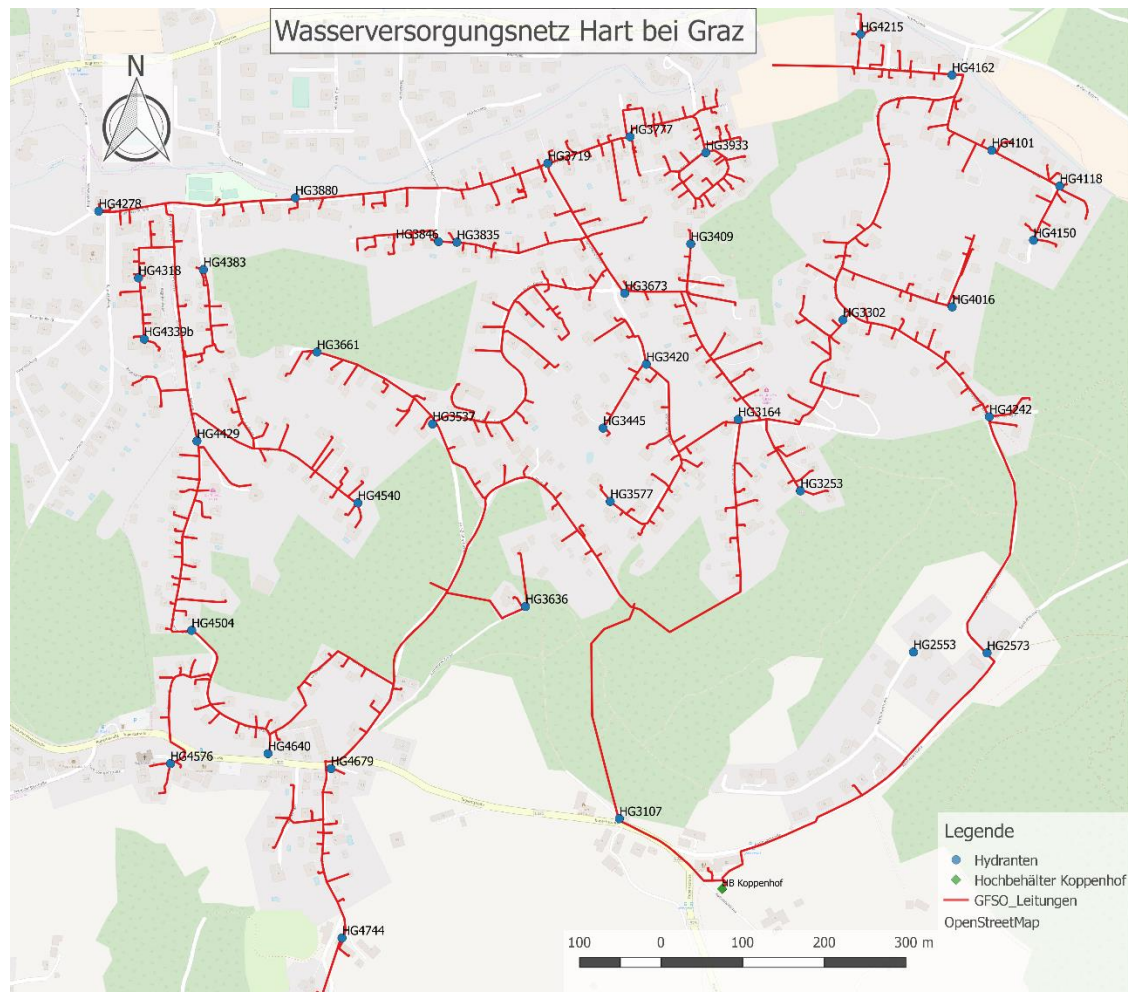 Wasserversorgungsnetz Hart bei Graz
N
HG4215
HG4162
HG3777
HG3933
HG3719
HG4101
HG4118
HG3880
HG4278
HG3846
HG3835
HG3409
HG4150
HG4318
HG4383
HG3673
HG4016
HG3302
HG4339b
HG3661
HG3420
HG3537
HG3445
HG3164
HG4242
HG4429
HG4540
HG3577
HG3253
HG3636
HG4504
HG2553
HG2573
HG4640
HG4576
HG4679
HG3107
HB Koppenhof
HG4744
Legende
Hydranten
Hochbehälter Koppenhof
GFSO_Leitungen
OpenStreetMap
100 0 100 200 300 m